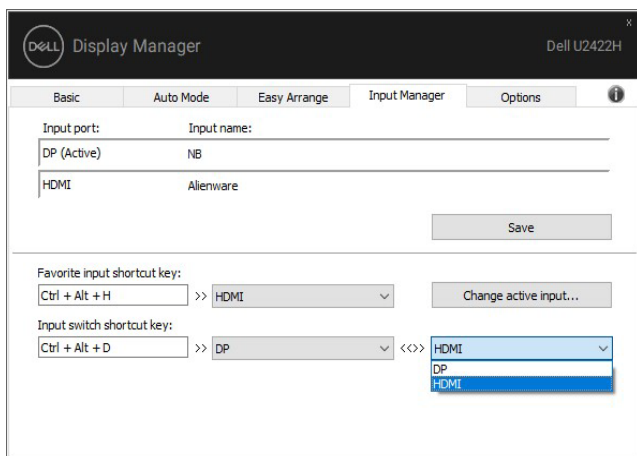 x
DELL Display Manager Dell U2422H
Basic Auto Mode Easy Arrange Input Manager Options i
Input port: Input name:
DP (Active) NB
HDMI Alienware
Save
Favorite input shortcut key:
Ctrl + Alt + H >> HDMI Change active input...
Input switch shortcut key:
Ctrl + Alt + D >> DP <<>> HDMI
DP
HDMI